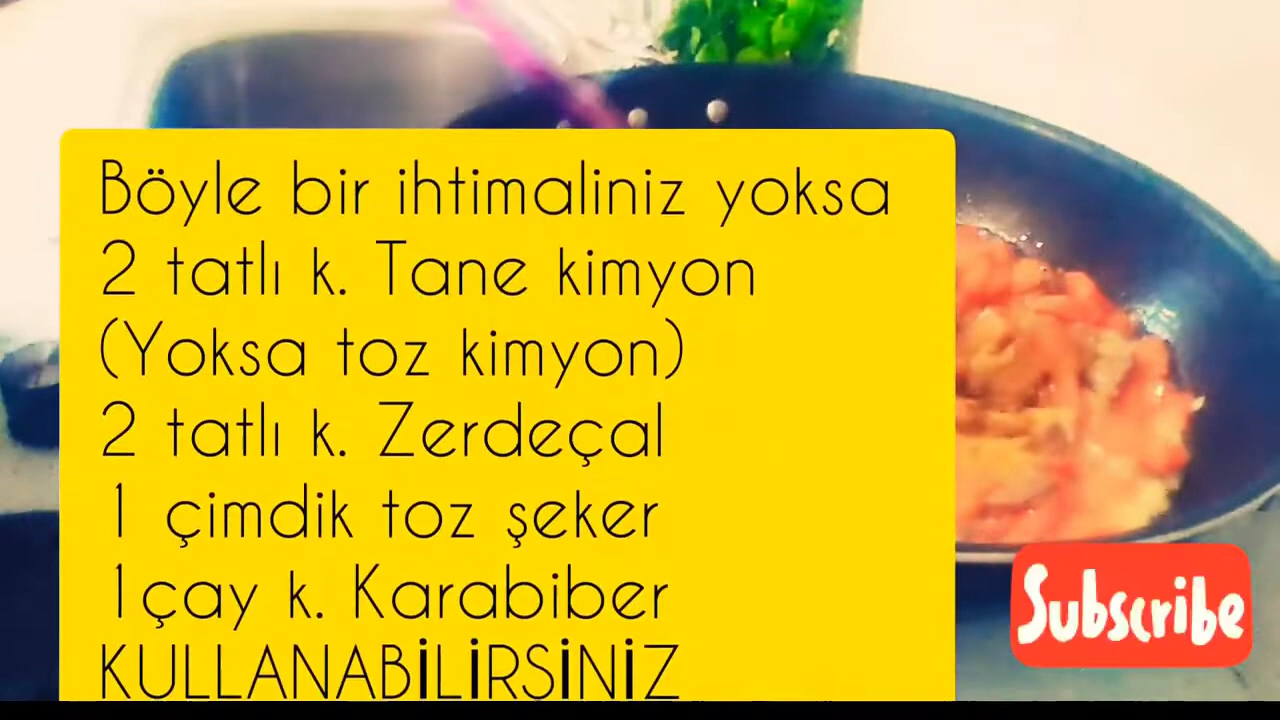 Böyle bir ihtimaliniz yoksa
2 tatlı k. Tane kimyon
(Yoksa toz kimyon)
2 tatlı k. Zerdeçal
1 çimdik toz şeker
1çay k. Karabiber
KULLANABİLİRSİNİZ
Subscribe